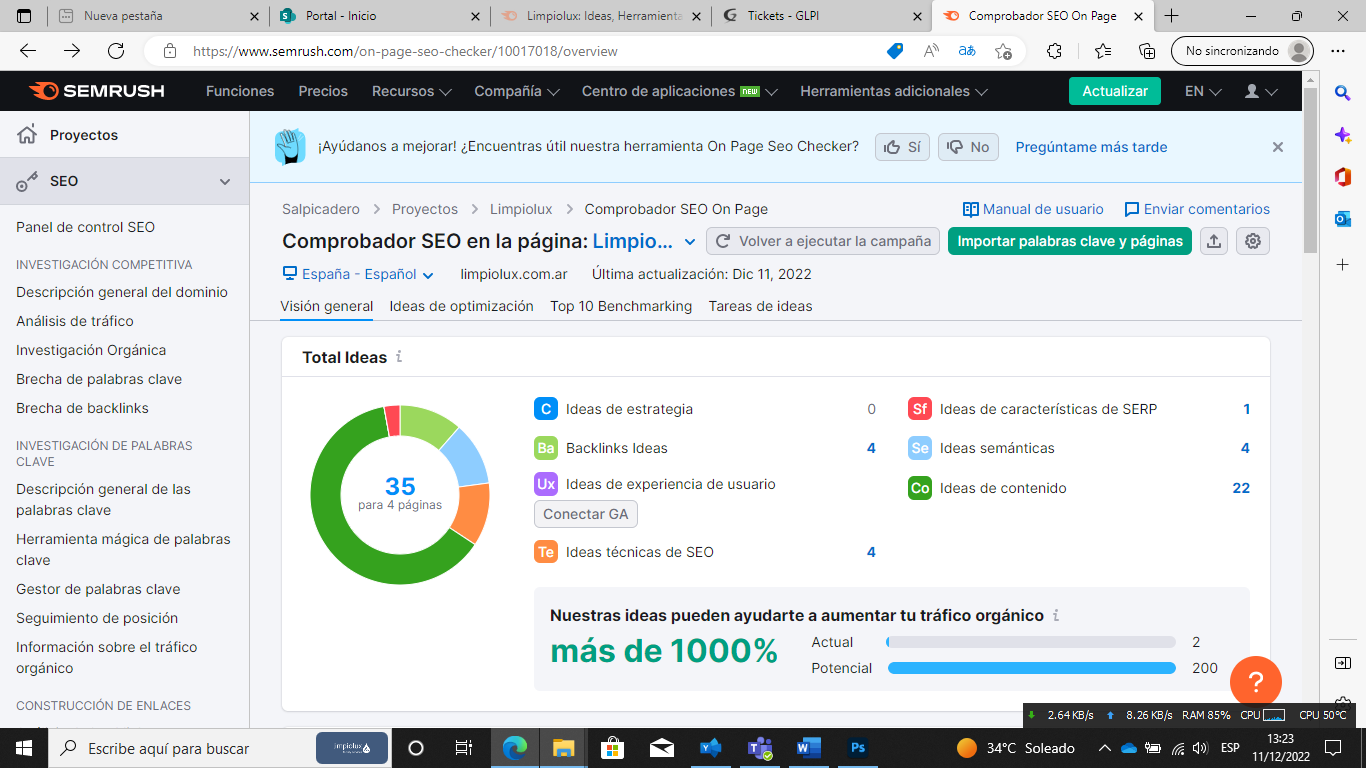 Nueva pestaña
Portal - Inicio
Limpiolux: Ideas, Herramienta
Tickets - GLPI
Comprobador SEO On Page
https://www.semrush.com/on-page-seo-checker/10017018/overview
No sincronizando
SEMRUSH
Funciones
Precios
Recursos
Compañía
Centro de aplicaciones NEW
Herramientas adicionales
Actualizar
EN
Proyectos
SEO
Panel de control SEO
INVESTIGACIÓN COMPETITIVA
Descripción general del dominio
Análisis de tráfico
Investigación Orgánica
Brecha de palabras clave
Brecha de backlinks
INVESTIGACIÓN DE PALABRAS
CLAVE
Descripción general de las
palabras clave
Herramienta mágica de palabras
clave
Gestor de palabras clave
Seguimiento de posición
Información sobre el tráfico
orgánico
CONSTRUCCIÓN DE ENLACES
¡Ayúdanos a mejorar! ¿Encuentras útil nuestra herramienta On Page Seo Checker?
Sí
No
Pregúntame más tarde
Salpicadero > Proyectos > Limpiolux > Comprobador SEO On Page
Manual de usuario
Enviar comentarios
Comprobador SEO en la página: Limpio...
Volver a ejecutar la campaña
Importar palabras clave y páginas
España - Español
limpiolux.com.ar
Última actualización: Dic 11, 2022
Visión general
Ideas de optimización
Top 10 Benchmarking
Tareas de ideas
Total Ideas i
35
para 4 páginas
C Ideas de estrategia 0
Ba Backlinks Ideas 4
Ux Ideas de experiencia de usuario
Conectar GA
Te Ideas técnicas de SEO 4
Sf Ideas de características de SERP 1
Se Ideas semánticas 4
Co Ideas de contenido 22
Nuestras ideas pueden ayudarte a aumentar tu tráfico orgánico i
más de 1000%
Actual 2
Potencial 200
?
2.64 KB/s 8.26 KB/s RAM 85% CPU CPU 50°C
Escribe aquí para buscar
limpiolux
34°C Soleado
ESP
13:23
11/12/2022